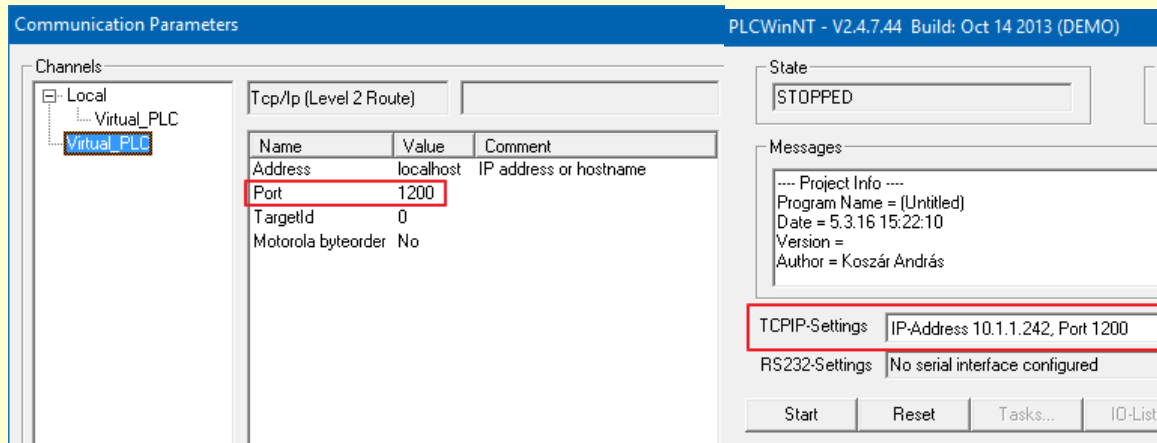 Communication Parameters
Channels
Local
Virtual_PLC
Virtual_PLC
Tcp/Ip (Level 2 Route)
Name Value Comment
Address localhost IP address or hostname
Port 1200
TargetId 0
Motorola byteorder No
PLCWinNT - V2.4.7.44 Build: Oct 14 2013 (DEMO)
State
STOPPED
Messages
---- Project Info ----
Program Name = (Untitled)
Date = 5.3.16 15:22:10
Version =
Author = Koszár András
TCPIP-Settings IP-Address 10.1.1.242, Port 1200
RS232-Settings No serial interface configured
Start Reset Tasks... IO-List